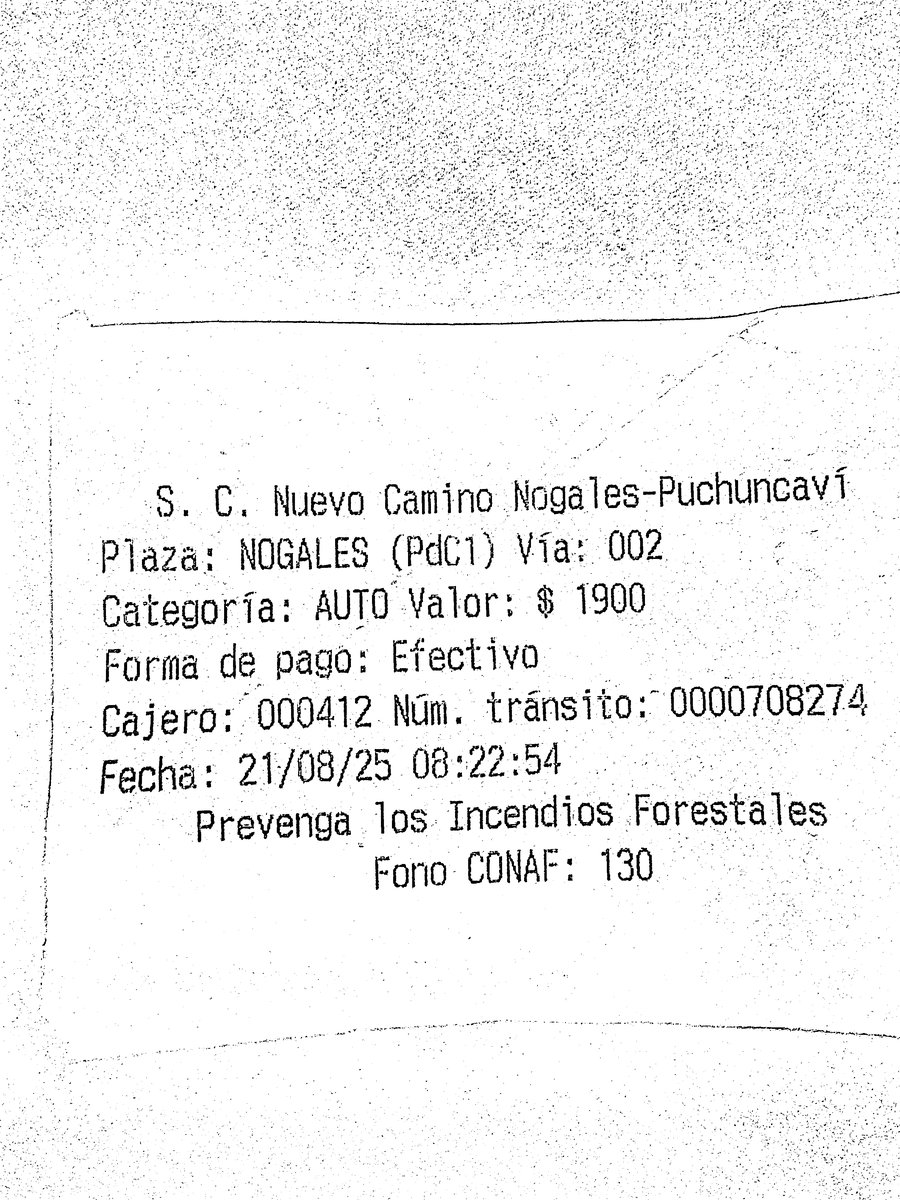 S. C. Nuevo Camino Nogales-Puchuncaví
Plaza: NOGALES (PdC1) Vía: 002
Categoría: AUTO Valor: $ 1900
Forma de pago: Efectivo
Cajero: 000412 Núm. tránsito: 0000708274
Fecha: 21/08/25 08:22:54
Prevenga los Incendios Forestales
Fono CONAF: 130